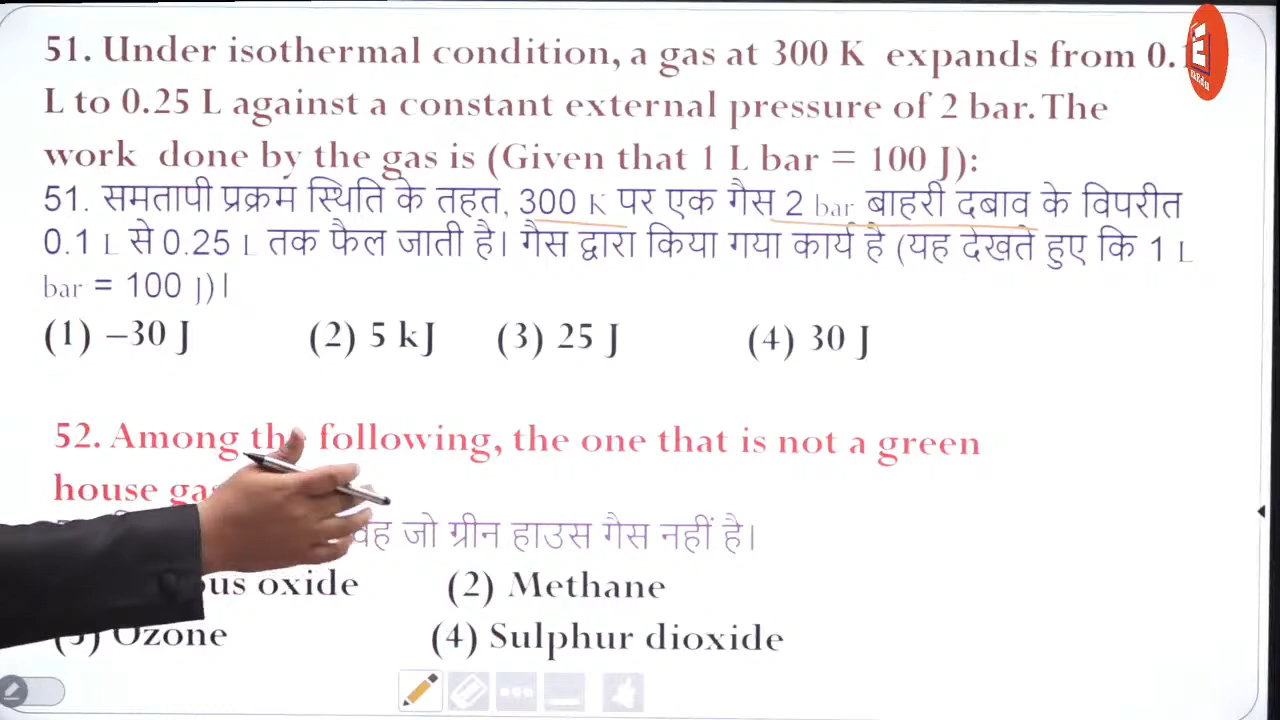 51. Under isothermal condition, a gas at 300 K expands from 0.1
L to 0.25 L against a constant external pressure of 2 bar. The
work done by the gas is (Given that 1 L bar = 100 J):
51. समतापी प्रक्रम स्थिति के तहत, 300 K पर एक गैस 2 bar बाहरी दबाव के विपरीत
0.1 L से 0.25 L तक फैल जाती है। गैस द्वारा किया गया कार्य है (यह देखते हुए कि 1 L
bar = 100 J)।
(1) –30 J (2) 5 kJ (3) 25 J (4) 30 J
52. Among the following, the one that is not a green
house gas
वह जो ग्रीन हाउस गैस नहीं है।
oxide (2) Methane
(3) Ozone (4) Sulphur dioxide